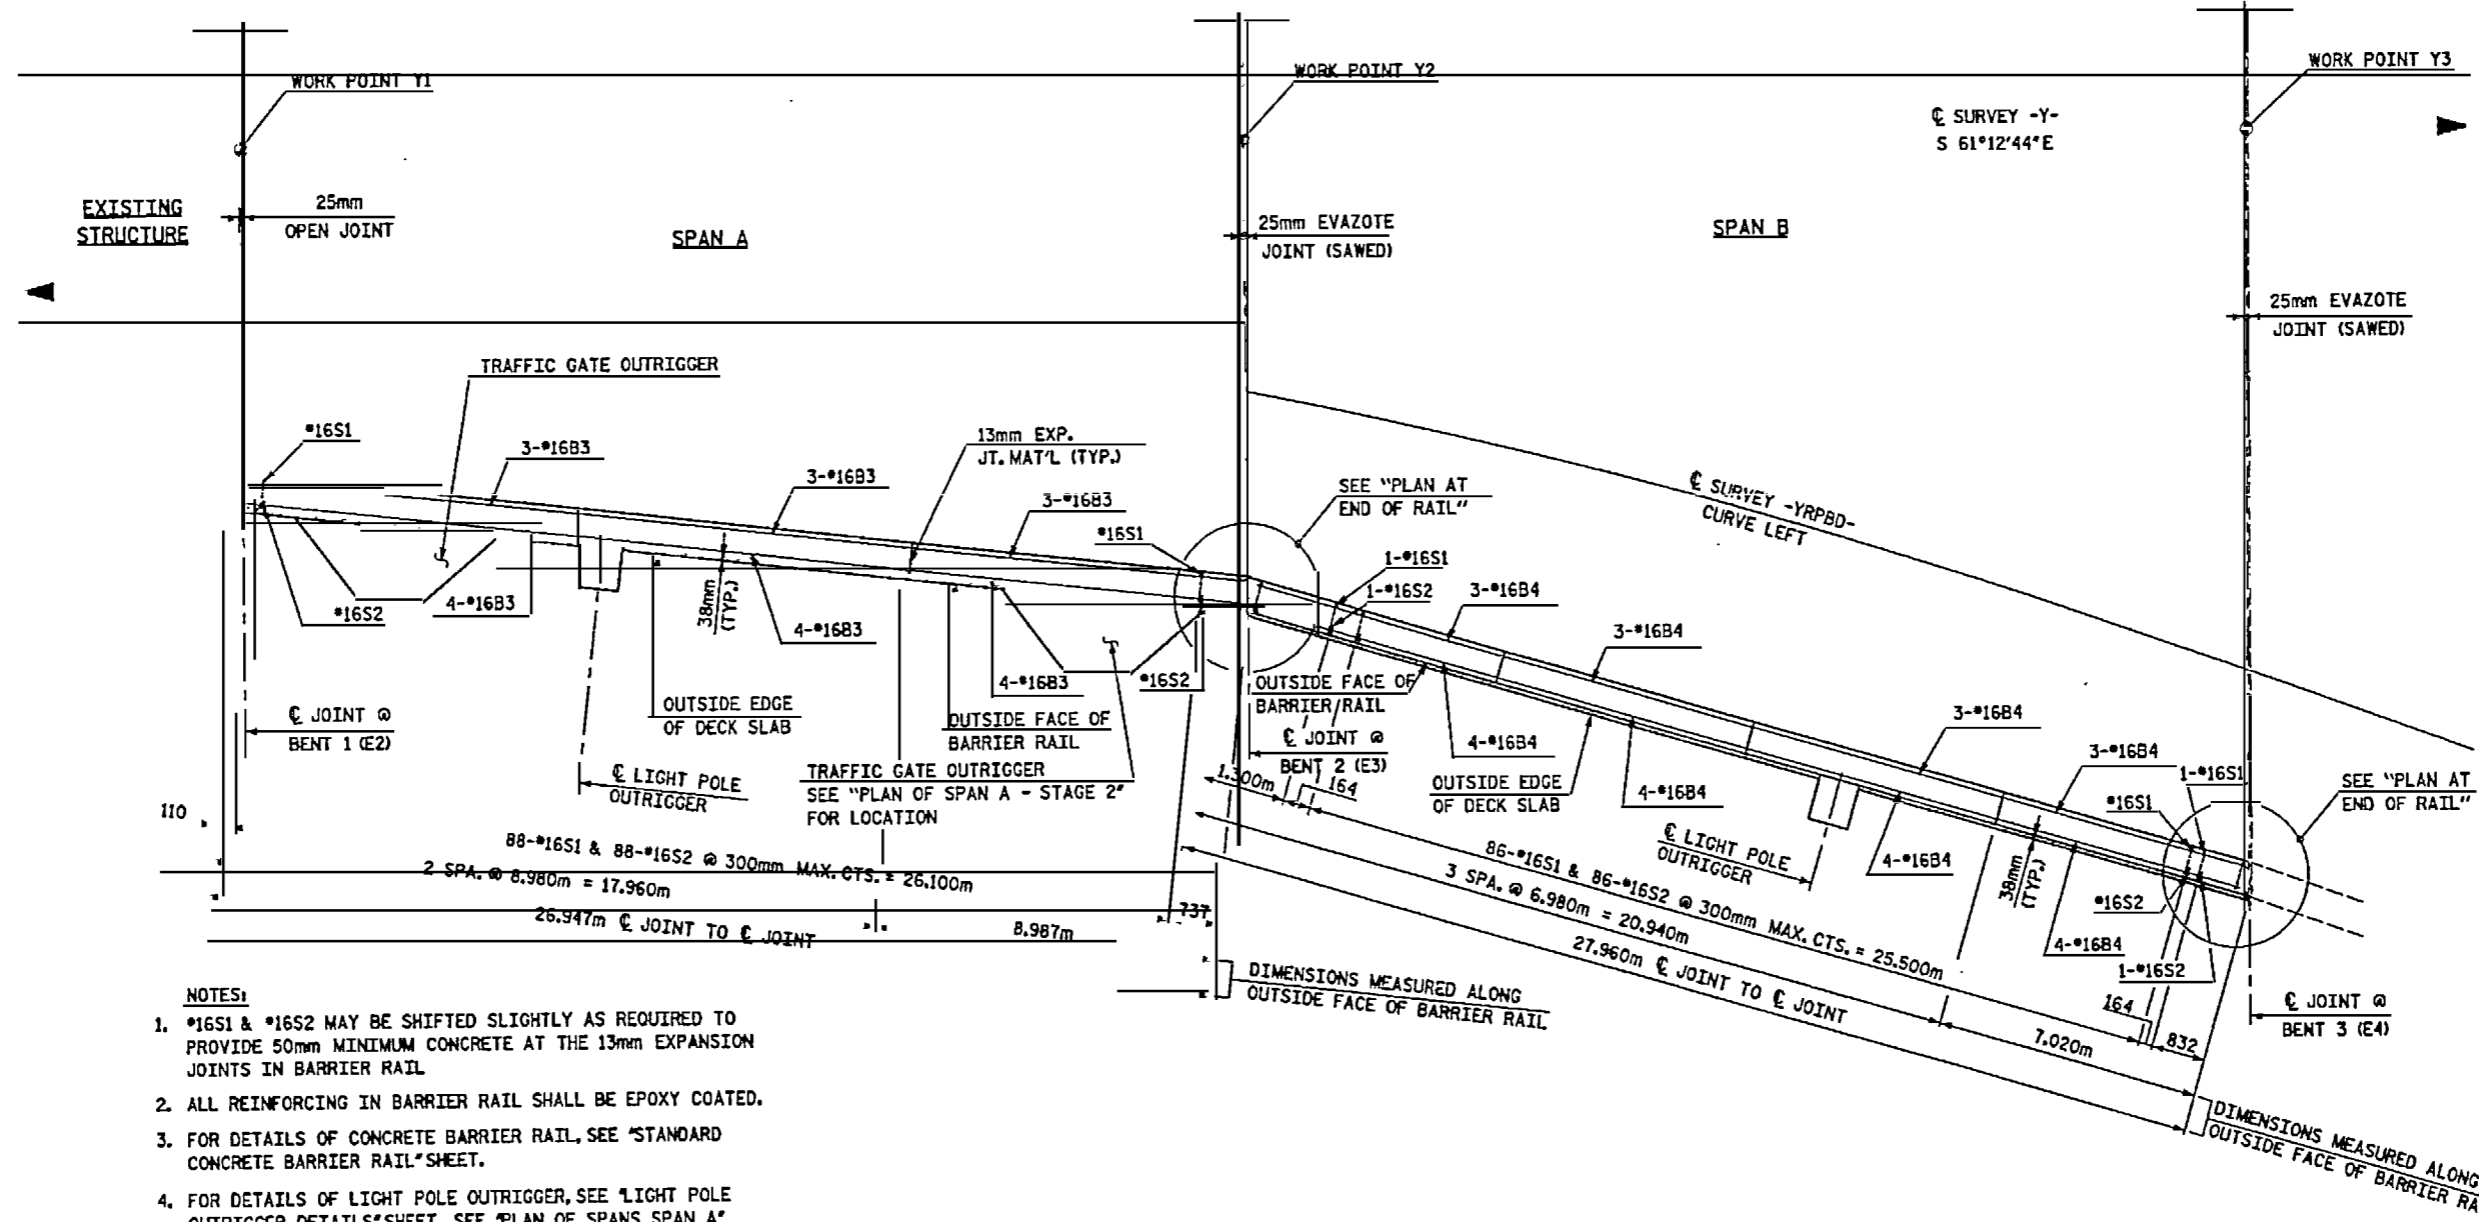 WORK POINT Y1
WORK POINT Y2
WORK POINT Y3
℄ SURVEY -Y-
S 61°12'44"E
EXISTING
STRUCTURE
25mm
OPEN JOINT
SPAN A
25mm EVAZOTE
JOINT (SAWED)
SPAN B
25mm EVAZOTE
JOINT (SAWED)
TRAFFIC GATE OUTRIGGER
*16S1
3-*16B3
3-*16B3
13mm EXP.
JT. MAT'L (TYP.)
3-*16B3
*16S1
SEE "PLAN AT
END OF RAIL"
℄ SURVEY -YRPBD-
CURVE LEFT
1-*16S1
1-*16S2
3-*16B4
3-*16B4
3-*16B4
3-*16B4
1-*16S1
*16S1
SEE "PLAN AT
END OF RAIL"
*16S2
4-*16B3
38mm
(TYP.)
4-*16B3
4-*16B3
*16S2
OUTSIDE FACE OF
BARRIER RAIL
℄ JOINT @
BENT 1 (E2)
OUTSIDE EDGE
OF DECK SLAB
OUTSIDE FACE OF
BARRIER RAIL
℄ JOINT @
BENT 2 (E3)
4-*16B4
OUTSIDE EDGE
OF DECK SLAB
4-*16B4
℄ LIGHT POLE
OUTRIGGER
TRAFFIC GATE OUTRIGGER
SEE "PLAN OF SPAN A - STAGE 2"
FOR LOCATION
1.300m
164
℄ LIGHT POLE
OUTRIGGER
4-*16B4
38mm
(TYP.)
*16S2
4-*16B4
1-*16S2
110
88-*16S1 & 88-*16S2 @ 300mm MAX. CTS. = 26.100m
2 SPA. @ 8.980m = 17.960m
26.947m ℄ JOINT TO ℄ JOINT
8.987m
737
86-*16S1 & 86-*16S2 @ 300mm MAX. CTS. = 25.500m
3 SPA. @ 6.980m = 20.940m
27.960m ℄ JOINT TO ℄ JOINT
164
832
7.020m
℄ JOINT @
BENT 3 (E4)
DIMENSIONS MEASURED ALONG
OUTSIDE FACE OF BARRIER RAIL
DIMENSIONS MEASURED ALONG
OUTSIDE FACE OF BARRIER RA
NOTES:
1. *16S1 & *16S2 MAY BE SHIFTED SLIGHTLY AS REQUIRED TO
PROVIDE 50mm MINIMUM CONCRETE AT THE 13mm EXPANSION
JOINTS IN BARRIER RAIL
2. ALL REINFORCING IN BARRIER RAIL SHALL BE EPOXY COATED.
3. FOR DETAILS OF CONCRETE BARRIER RAIL, SEE "STANDARD
CONCRETE BARRIER RAIL" SHEET.
4. FOR DETAILS OF LIGHT POLE OUTRIGGER, SEE "LIGHT POLE
OUTRIGGER DETAILS" SHEET. SEE "PLAN OF SPANS SPAN A"